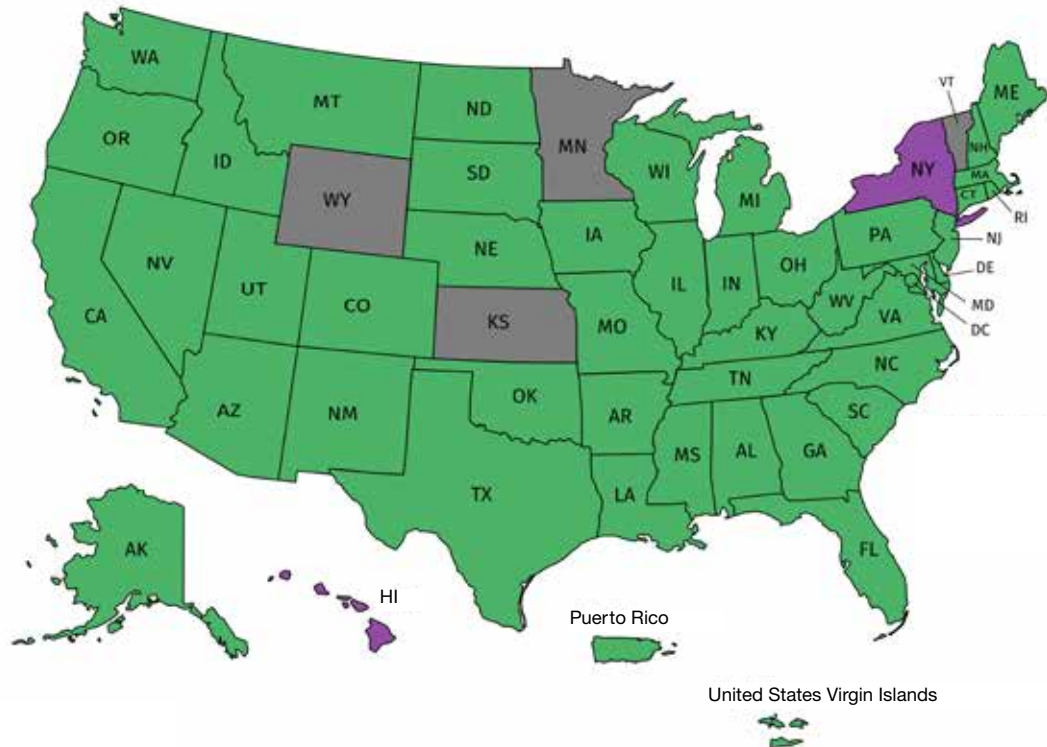 WA
MT
ND
MN
VT
ME
OR
ID
SD
WI
NY
NH
MA
WY
MI
CT
RI
IA
PA
NJ
NE
NV
UT
CO
IL
IN
OH
DE
CA
KS
MO
WV
VA
MD
DC
KY
NC
TN
AZ
NM
OK
AR
SC
MS
AL
GA
TX
LA
AK
FL
HI
Puerto Rico
United States Virgin Islands